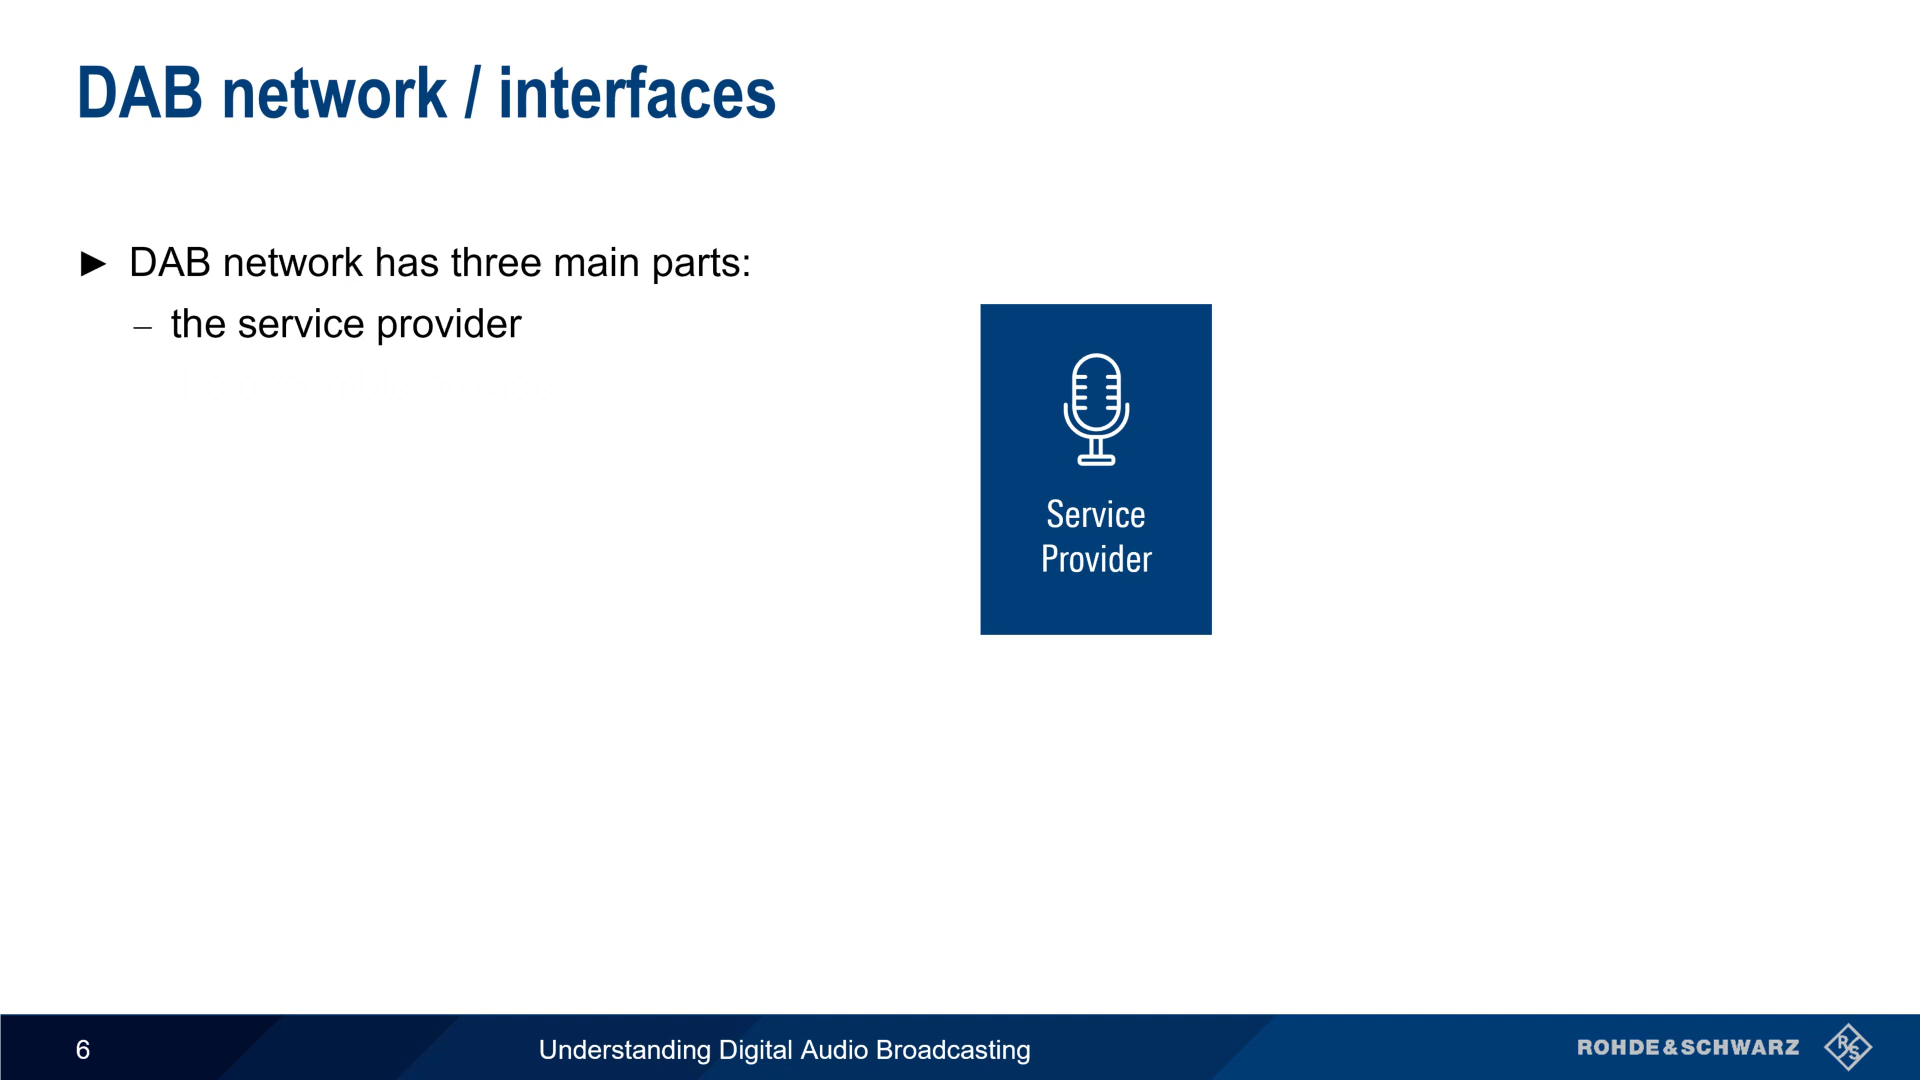 DAB network / interfaces
► DAB network has three main parts:
– the service provider
Service
Provider
6
Understanding Digital Audio Broadcasting
ROHDE & SCHWARZ
R S